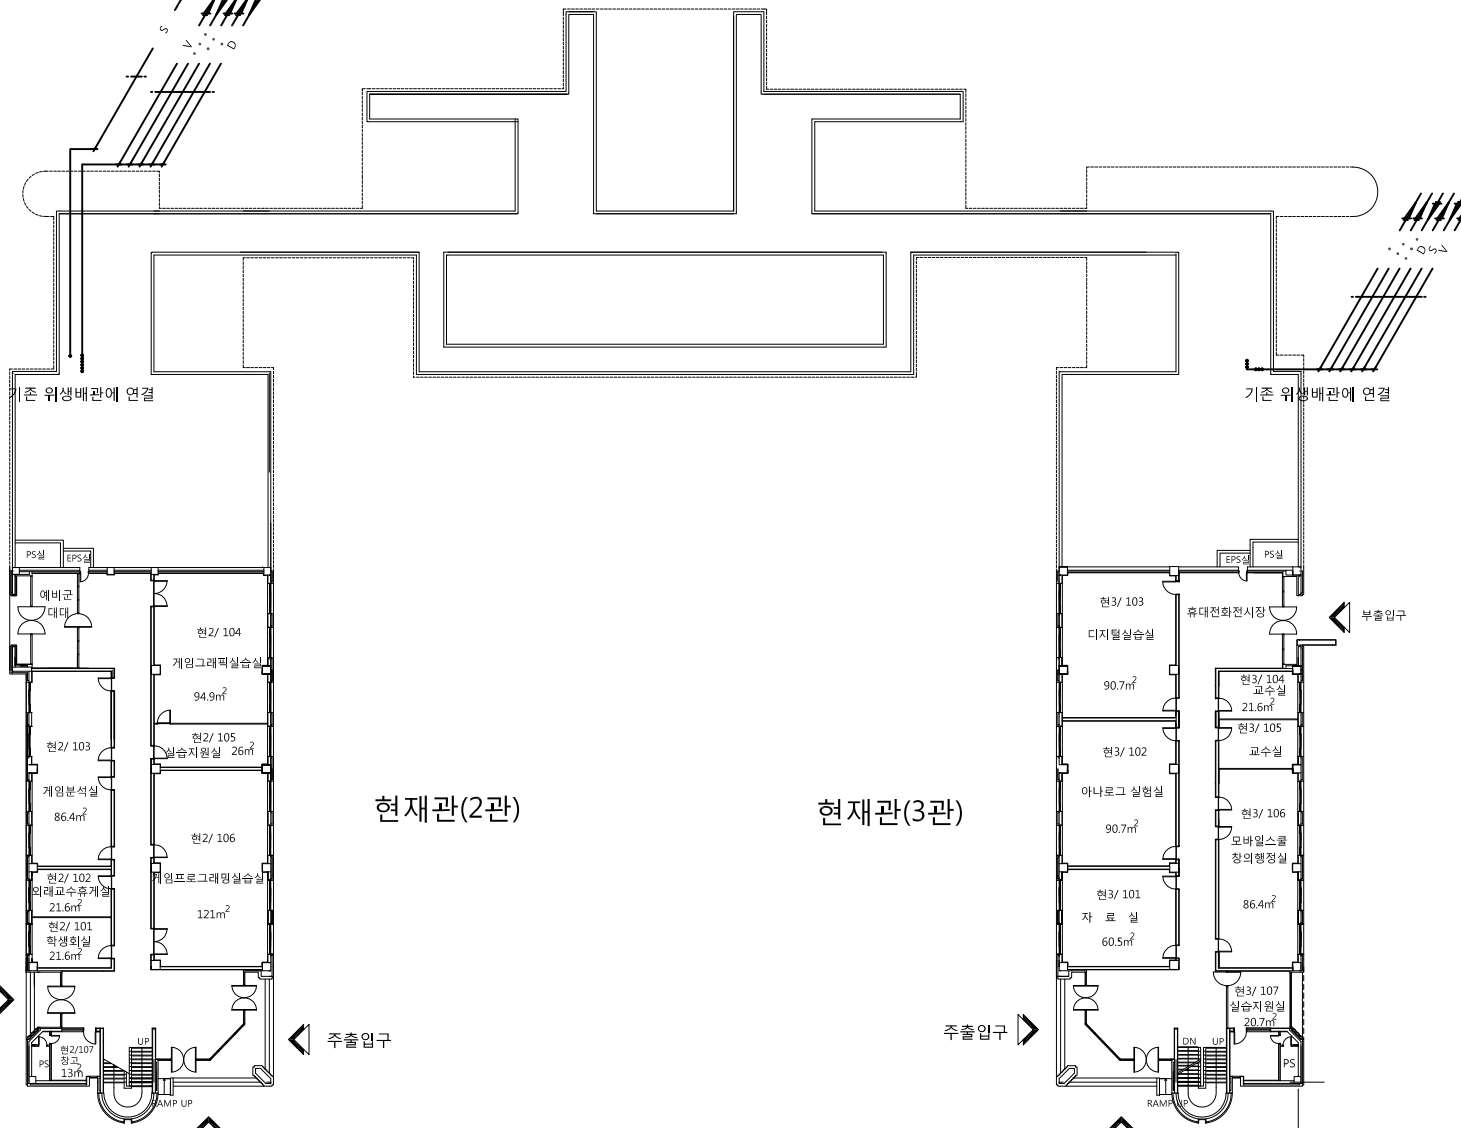 S
V
D
D
S
V
기존 위생배관에 연결
기존 위생배관에 연결
PS실
EPS실
예비군
대대
현2/ 104
게임그래픽실습실
94.9m²
현2/ 105
실습지원실 26m²
현2/ 103
게임분석실
86.4m²
현2/ 106
게임프로그래밍실습실
121m²
현2/ 102
외래교수휴게실
21.6m²
현2/ 101
학생회실
21.6m²
현2/107
창고
13m²
PS
UP
RAMP UP
주출입구
현재관(2관)
현재관(3관)
EPS실
PS실
현3/ 103
디지털실습실
90.7m²
휴대전화전시장
부출입구
현3/ 104
교수실
21.6m²
현3/ 105
교수실
현3/ 102
아나로그 실험실
90.7m²
현3/ 106
모바일스쿨
창의행정실
86.4m²
현3/ 101
자 료 실
60.5m²
현3/ 107
실습지원실
20.7m²
주출입구
DN UP
PS
RAMP UP